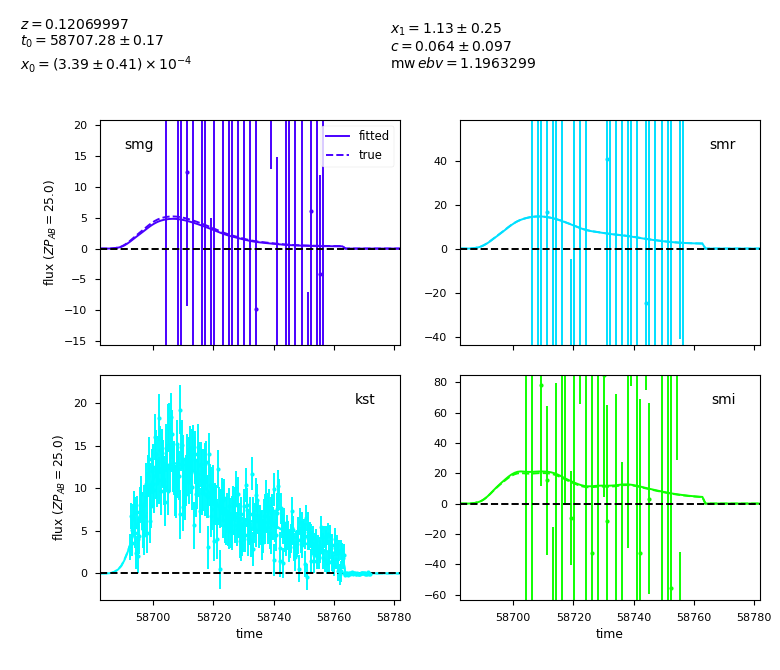 z = 0.12069997
t₀ = 58707.28 ± 0.17
x₀ = (3.39 ± 0.41) × 10⁻⁴
x₁ = 1.13 ± 0.25
c = 0.064 ± 0.097
mw ebv = 1.1963299
smg
fitted
true
20
15
10
5
0
−5
−10
−15
flux (ZP_AB = 25.0)
smr
40
20
0
−20
−40
kst
20
15
10
5
0
flux (ZP_AB = 25.0)
58700
58720
58740
58760
58780
time
smi
80
60
40
20
0
−20
−40
−60
58700
58720
58740
58760
58780
time